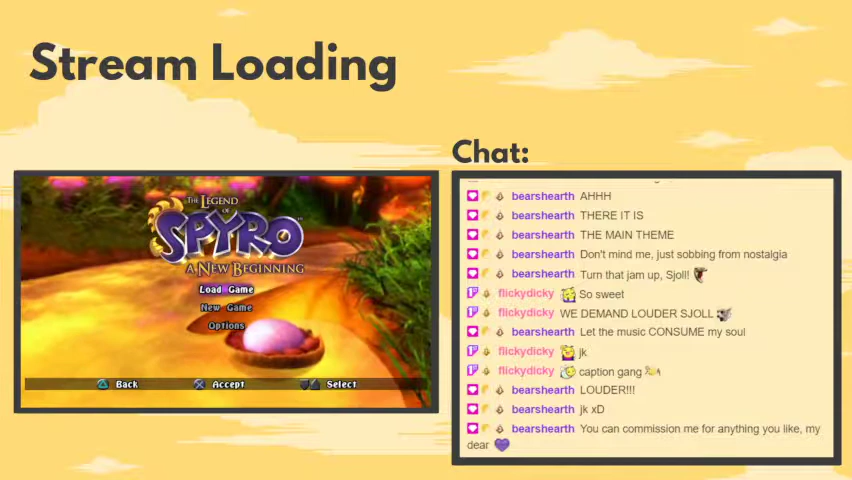 Stream Loading
Chat:
THE LEGEND
OF
SPYRO™
A NEW BEGINNING
Load Game
New Game
Options
Back
Accept
Select
bearshearth AHHH
bearshearth THERE IT IS
bearshearth THE MAIN THEME
bearshearth Don't mind me, just sobbing from nostalgia
bearshearth Turn that jam up, Sjoll!
flickydicky So sweet
flickydicky WE DEMAND LOUDER SJOLL
bearshearth Let the music CONSUME my soul
flickydicky jk
flickydicky caption gang
bearshearth LOUDER!!!
bearshearth jk xD
bearshearth You can commission me for anything you like, my
dear